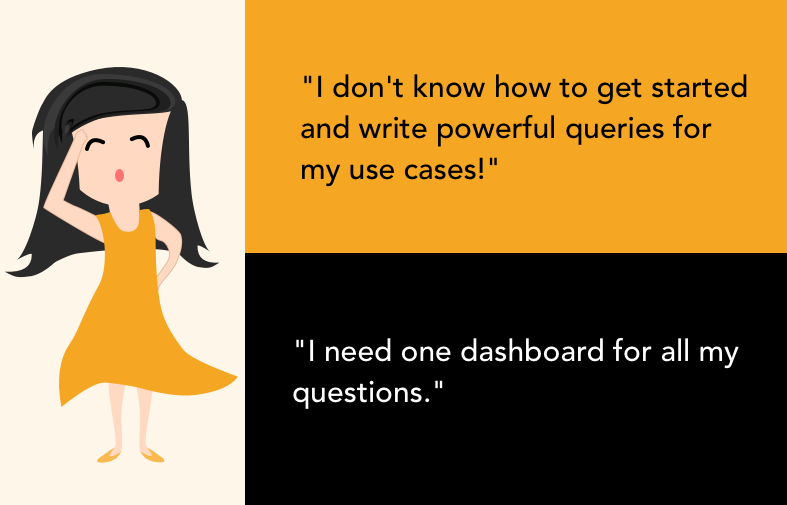 "I don't know how to get started
and write powerful queries for
my use cases!"
"I need one dashboard for all my
questions."